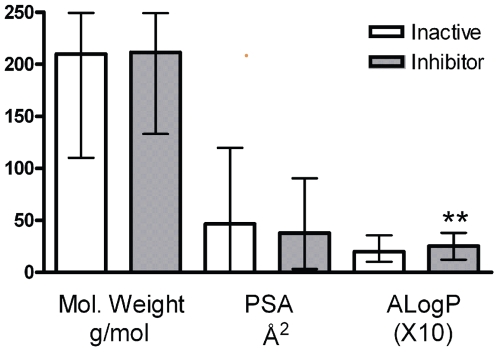 250
200
150
100
50
0
Inactive
Inhibitor
**
Mol. Weight
g/mol
PSA
Å²
ALogP
(X10)